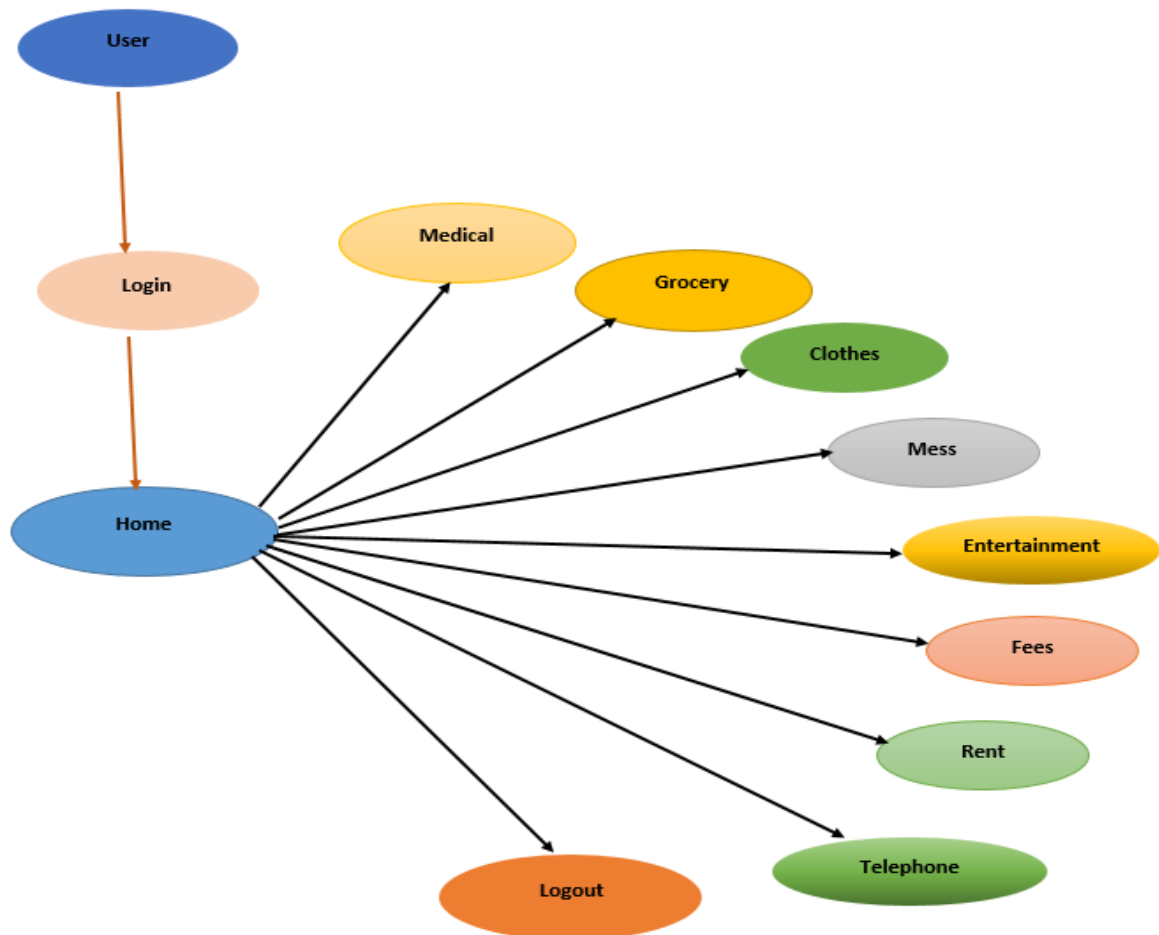 User
Login
Home
Medical
Grocery
Clothes
Mess
Entertainment
Fees
Rent
Telephone
Logout